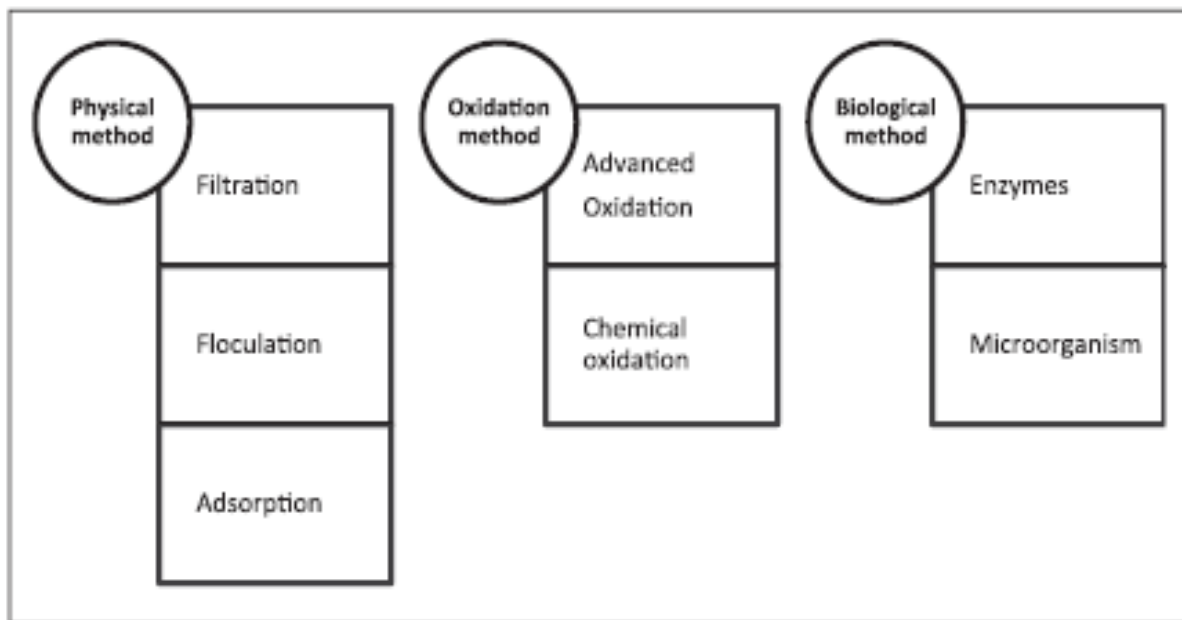 Physical
method
Filtration
Floculation
Adsorption
Oxidation
method
Advanced
Oxidation
Chemical
oxidation
Biological
method
Enzymes
Microorganism